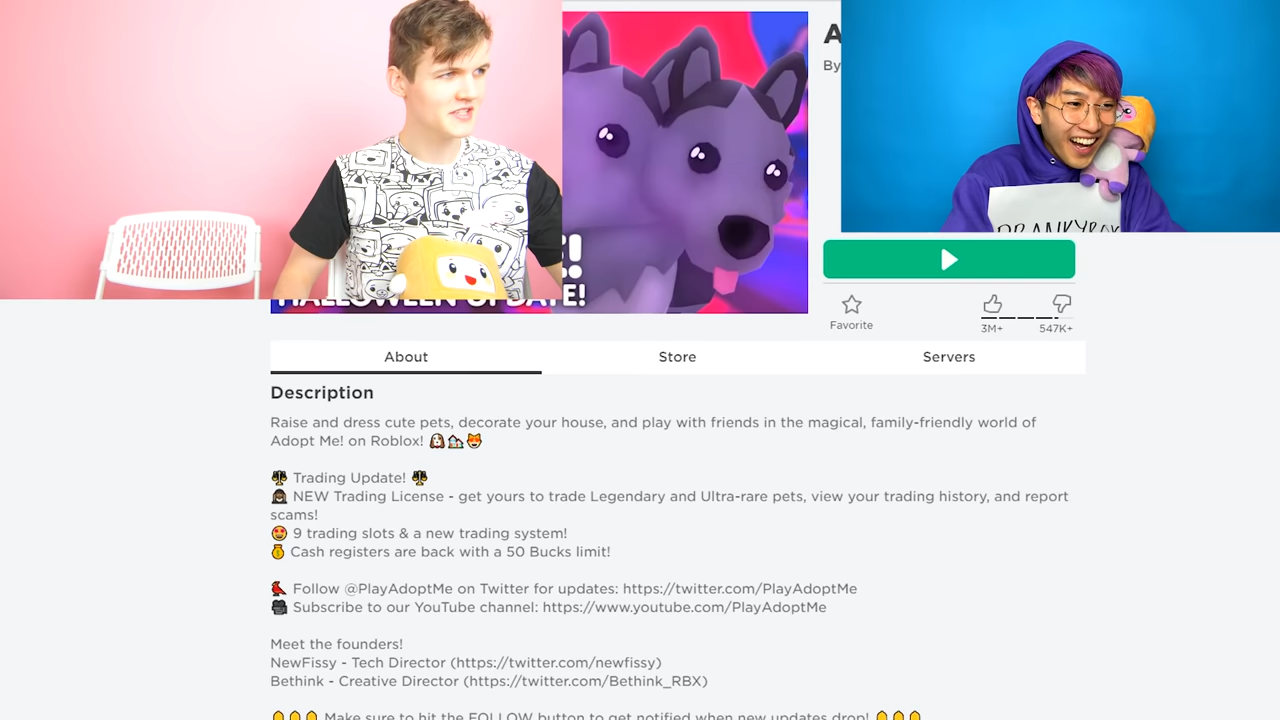 A
By
HALLOWEEN UPDATE!
Favorite
3M+
547K+
About
Store
Servers
Description
Raise and dress cute pets, decorate your house, and play with friends in the magical, family-friendly world of
Adopt Me! on Roblox! 🐶🏠😻
⚖️ Trading Update! ⚖️
NEW Trading License - get yours to trade Legendary and Ultra-rare pets, view your trading history, and report
scams!
😍 9 trading slots & a new trading system!
💰 Cash registers are back with a 50 Bucks limit!
🐦 Follow @PlayAdoptMe on Twitter for updates: https://twitter.com/PlayAdoptMe
🎥 Subscribe to our YouTube channel: https://www.youtube.com/PlayAdoptMe
Meet the founders!
NewFissy - Tech Director (https://twitter.com/newfissy)
Bethink - Creative Director (https://twitter.com/Bethink_RBX)
Make sure to hit the FOLLOW button to get notified when new updates drop!